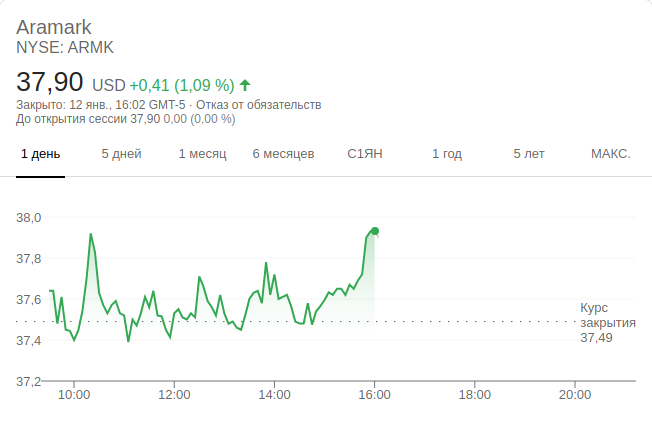 Aramark
NYSE: ARMK
37,90 USD +0,41 (1,09 %)
Закрыто: 12 янв., 16:02 GMT-5 · Отказ от обязательств
До открытия сессии 37,90 0,00 (0,00 %)
1 день 5 дней 1 месяц 6 месяцев С1ЯН 1 год 5 лет МАКС.
38,0
37,8
37,6
Курс
закрытия
37,49
37,4
37,2
10:00 12:00 14:00 16:00 18:00 20:00